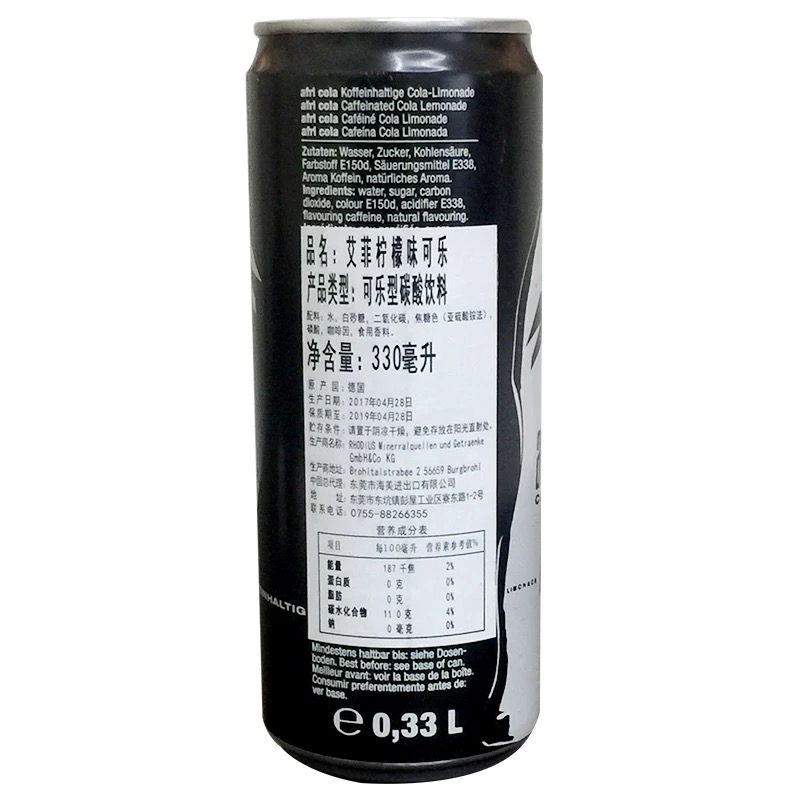 afri cola Koffeinhaltige Cola-Limonade
afri cola Caffeinated Cola Lemonade
afri cola Caféiné Cola Limonade
afri cola Cafeína Cola Limonada
Zutaten: Wasser, Zucker, Kohlensäure,
Farbstoff E150d, Säuerungsmittel E338,
Aroma Koffein, natürliches Aroma.
Ingredients: water, sugar, carbon
dioxide, colour E150d, acidifier E338,
flavouring caffeine, natural flavouring.
品名：艾菲柠檬味可乐
产品类型：可乐型碳酸饮料
配料：水，白砂糖，二氧化碳，焦糖色（亚硫酸铵法），
磷酸，咖啡因，食用香料．
净含量：330毫升
原产国：德国
生产日期：2017年04月28日
保质期至：2019年04月28日
贮存条件：请置于阴凉干燥，避免存放在阳光直射处．
生产商名称：RHODIUS Minerralquellen und Getraenke
GmbH&Co KG
生产商地址：Brohltalstrabәe 2 56659 Burgbrohl
中国总代理：东莞市海美进出口有限公司
地址：东莞市东坑镇彭屋工业区寮东路1-2号
联系电话：0755-88266355
营养成分表
项目 每100毫升 营养素参考值%
能量 187 千焦 2%
蛋白质 0 克 0%
脂肪 0 克 0%
碳水化合物 11 0 克 4%
钠 0 毫克 0%
NHALTIG
LIMONADE
Mindestens haltbar bis: siehe Dosen-
boden. Best before: see base of can.
Meilleur avant: voir la base de la boîte.
Consumir preferentemente antes de:
ver base.
℮ 0,33 L